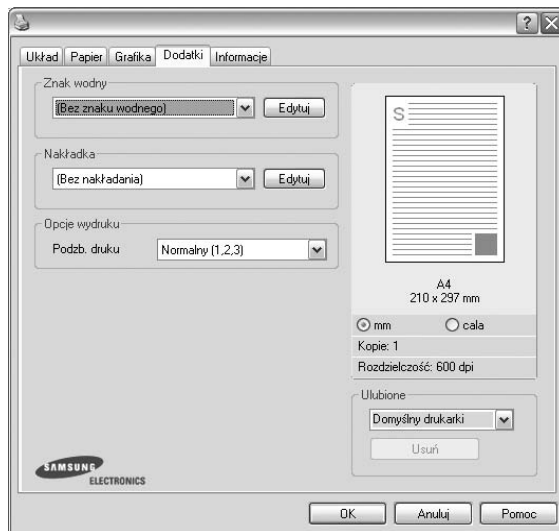 Układ Papier Grafika Dodatki Informacje
Znak wodny
(Bez znaku wodnego) Edytuj
Nakładka
(Bez nakładania) Edytuj
Opcje wydruku
Podzb. druku Normalny (1,2,3)
S
A4
210 x 297 mm
mm cala
Kopie: 1
Rozdzielczość: 600 dpi
Ulubione
Domyślny drukarki
Usuń
SAMSUNG
ELECTRONICS
OK Anuluj Pomoc